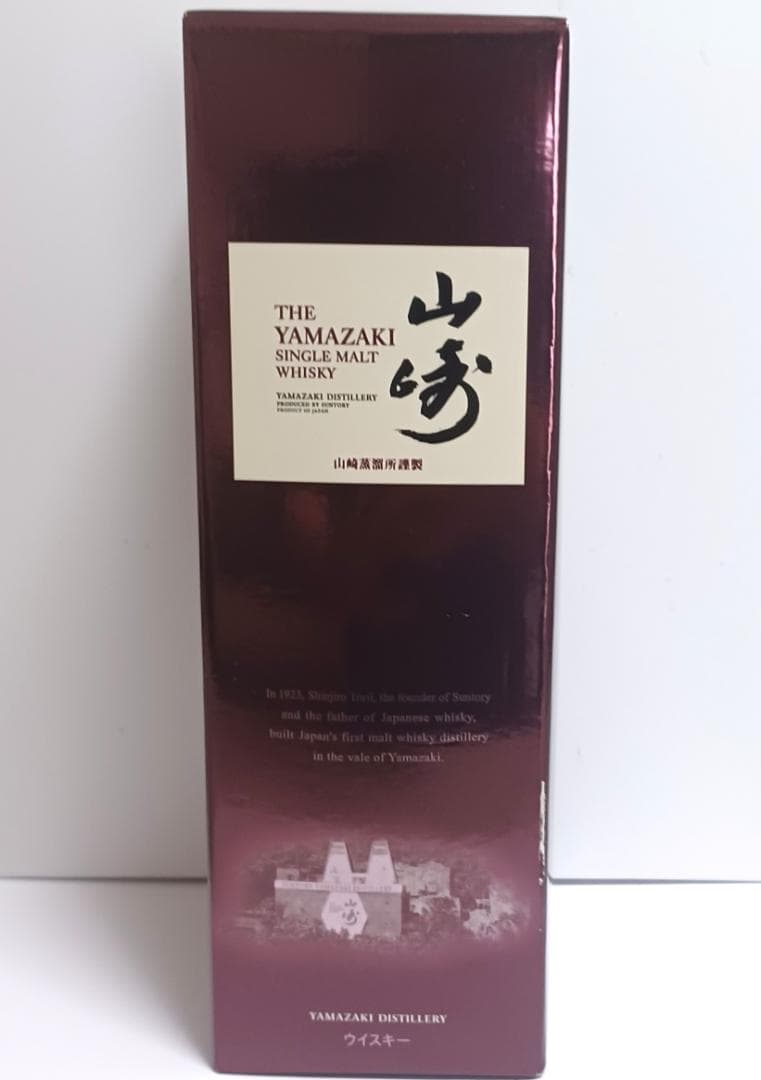 THE
YAMAZAKI
SINGLE MALT
WHISKY
YAMAZAKI DISTILLERY
PRODUCED BY SUNTORY
PRODUCT OF JAPAN
山崎
山崎蒸溜所謹製
In 1923, Shinjiro Torii, the founder of Suntory
and the father of Japanese whisky,
built Japan's first malt whisky distillery
in the vale of Yamazaki.
山崎
YAMAZAKI DISTILLERY
ウイスキー